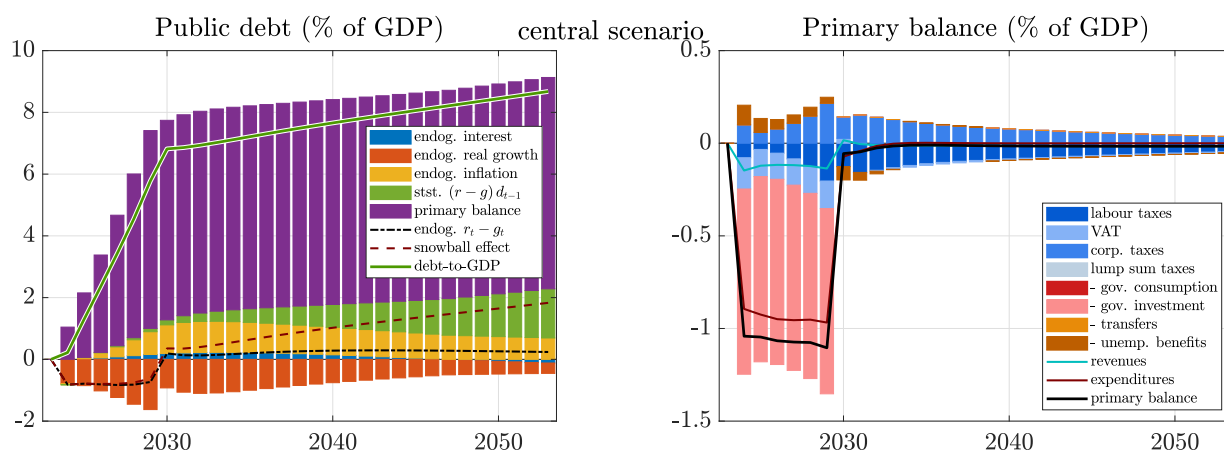 Public debt (% of GDP)
central scenario
Primary balance (% of GDP)
10
8
6
4
2
0
-2
2030
2040
2050
endog. interest
endog. real growth
endog. inflation
stst. (r − g) dₜ₋₁
primary balance
endog. rₜ − gₜ
snowball effect
debt-to-GDP
0.5
0
-0.5
-1
-1.5
2030
2040
2050
labour taxes
VAT
corp. taxes
lump sum taxes
- gov. consumption
- gov. investment
- transfers
- unemp. benefits
revenues
expenditures
primary balance